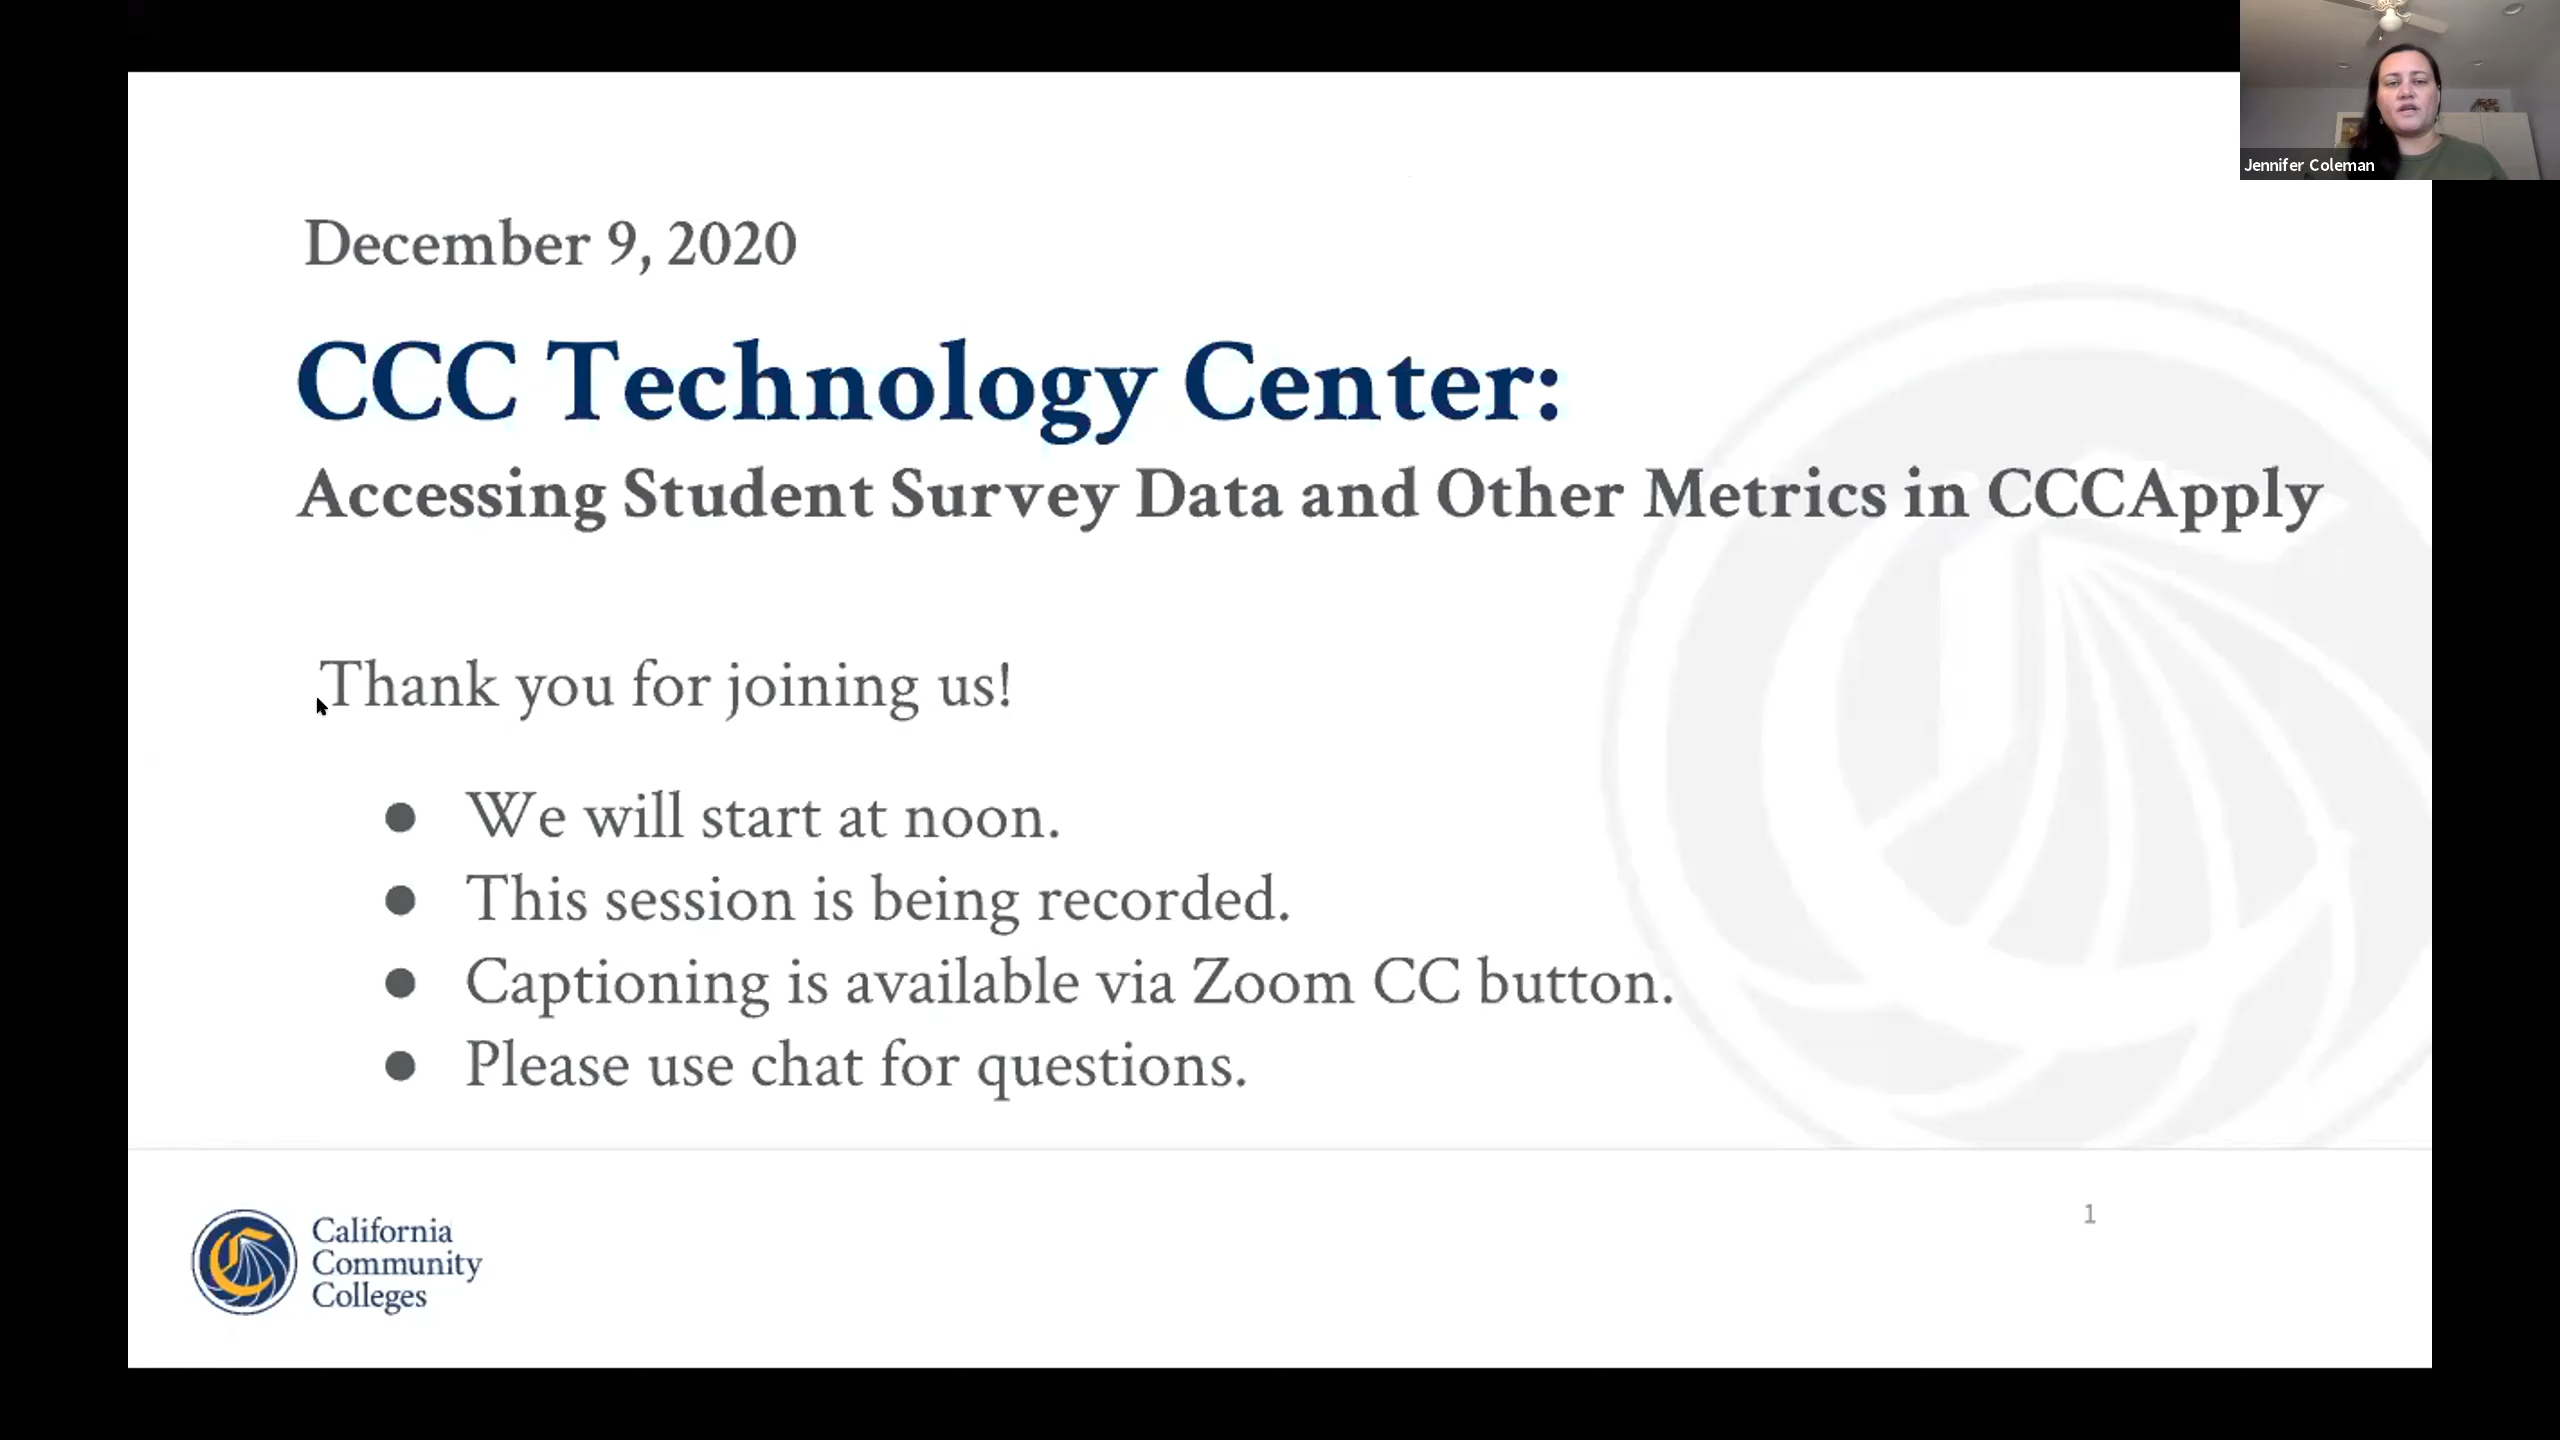 Jennifer Coleman
December 9, 2020
CCC Technology Center:
Accessing Student Survey Data and Other Metrics in CCCApply
Thank you for joining us!
● We will start at noon.
● This session is being recorded.
● Captioning is available via Zoom CC button.
● Please use chat for questions.
California
Community
Colleges
1